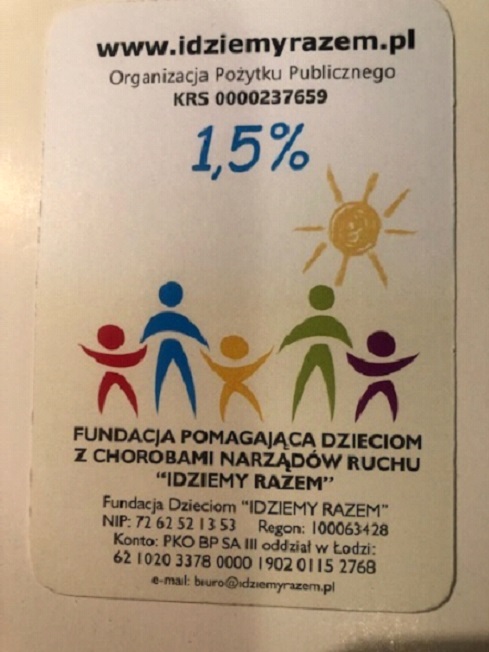 www.idziemyrazem.pl
Organizacja Pożytku Publicznego
KRS 0000237659
1,5%
FUNDACJA POMAGAJĄCA DZIECIOM
Z CHOROBAMI NARZĄDÓW RUCHU
"IDZIEMY RAZEM"
Fundacja Dzieciom "IDZIEMY RAZEM"
NIP: 72 62 52 13 53 Regon: 100063428
Konto: PKO BP SA III oddział w Łodzi:
62 1020 3378 0000 1902 0115 2768
e-mail: biuro@idziemyrazem.pl